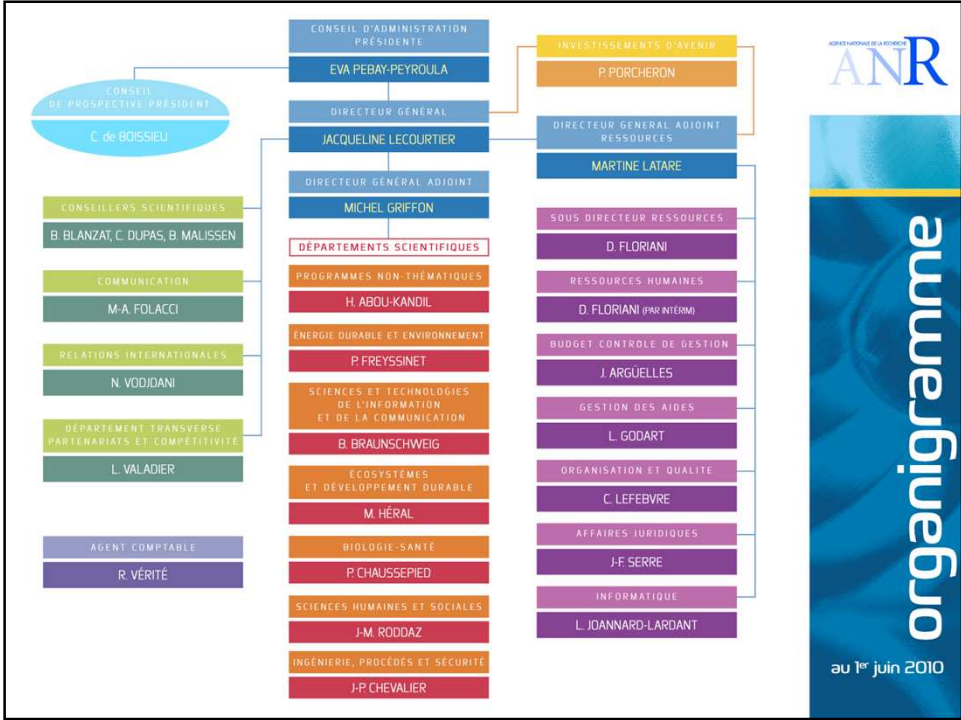 CONSEIL D'ADMINISTRATION
PRÉSIDENTE
EVA PEBAY-PEYROULA
INVESTISSEMENTS D'AVENIR
P. PORCHERON
AGENCE NATIONALE DE LA RECHERCHE
ANR
CONSEIL
DE PROSPECTIVE PRÉSIDENT
C. de BOISSIEU
DIRECTEUR GÉNÉRAL
JACQUELINE LECOURTIER
DIRECTEUR GENERAL ADJOINT
RESSOURCES
MARTINE LATARE
DIRECTEUR GÉNÉRAL ADJOINT
MICHEL GRIFFON
CONSEILLERS SCIENTIFIQUES
B. BLANZAT, C. DUPAS, B. MALISSEN
COMMUNICATION
M-A. FOLACCI
RELATIONS INTERNATIONALES
N. VODJDANI
DÉPARTEMENT TRANSVERSE
PARTENARIATS ET COMPÉTITIVITÉ
L. VALADIER
AGENT COMPTABLE
R. VÉRITÉ
DÉPARTEMENTS SCIENTIFIQUES
PROGRAMMES NON-THÉMATIQUES
H. ABOU-KANDIL
ÉNERGIE DURABLE ET ENVIRONNEMENT
P. FREYSSINET
SCIENCES ET TECHNOLOGIES
DE L'INFORMATION
ET DE LA COMMUNICATION
B. BRAUNSCHWEIG
ÉCOSYSTÈMES
ET DÉVELOPPEMENT DURABLE
M. HÉRAL
BIOLOGIE-SANTÉ
P. CHAUSSEPIED
SCIENCES HUMAINES ET SOCIALES
J-M. RODDAZ
INGÉNIERIE, PROCÉDÉS ET SÉCURITÉ
J-P. CHEVALIER
SOUS DIRECTEUR RESSOURCES
D. FLORIANI
RESSOURCES HUMAINES
D. FLORIANI (PAR INTÉRIM)
BUDGET CONTROLE DE GESTION
J. ARGÜELLES
GESTION DES AIDES
L. GODART
ORGANISATION ET QUALITE
C. LEFEBVRE
AFFAIRES JURIDIQUES
J-F. SERRE
INFORMATIQUE
L. JOANNARD-LARDANT
organigramme
au 1er juin 2010